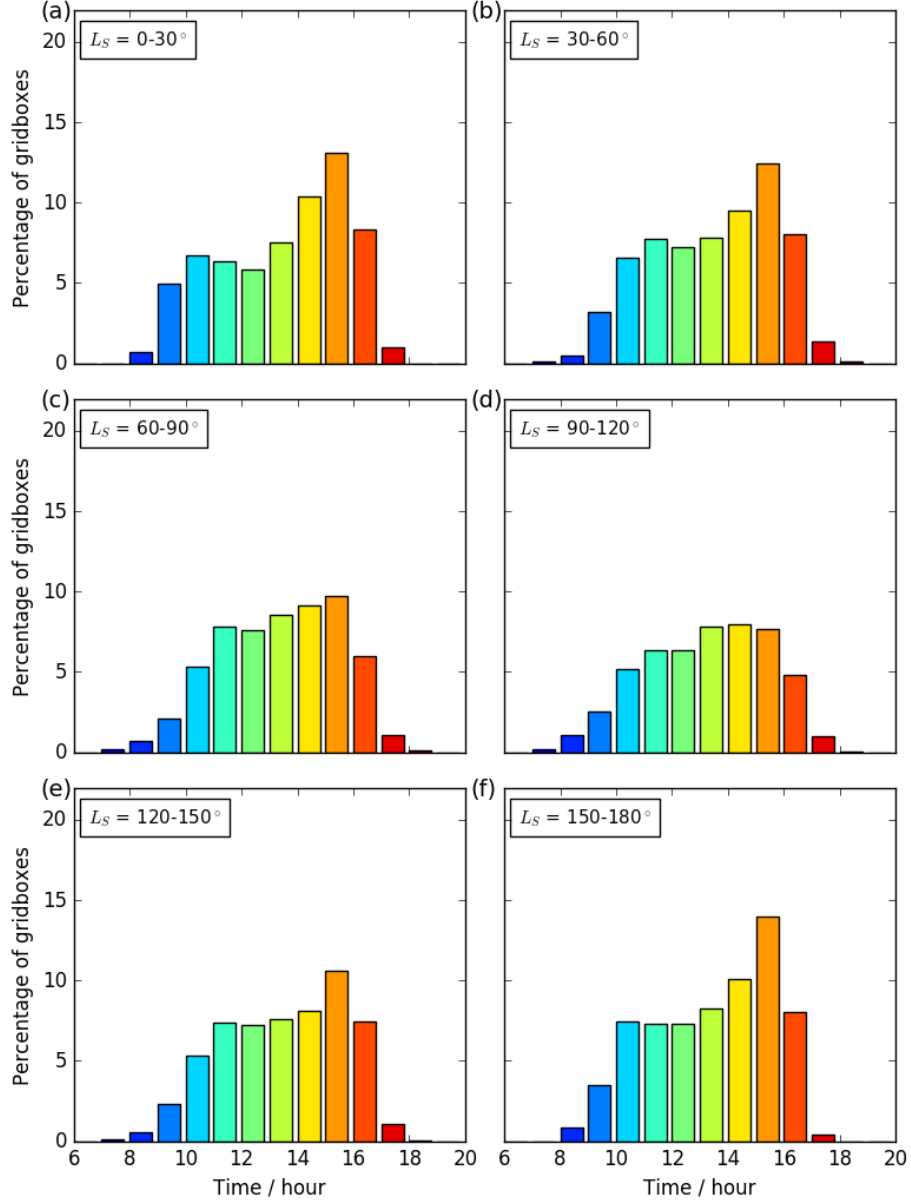 (a)
(b)
L_S = 0-30°
L_S = 30-60°
20
15
10
5
0
Percentage of gridboxes
(c)
(d)
L_S = 60-90°
L_S = 90-120°
20
15
10
5
0
Percentage of gridboxes
(e)
(f)
L_S = 120-150°
L_S = 150-180°
20
15
10
5
0
Percentage of gridboxes
6 8 10 12 14 16 18 20
6 8 10 12 14 16 18 20
Time / hour
Time / hour